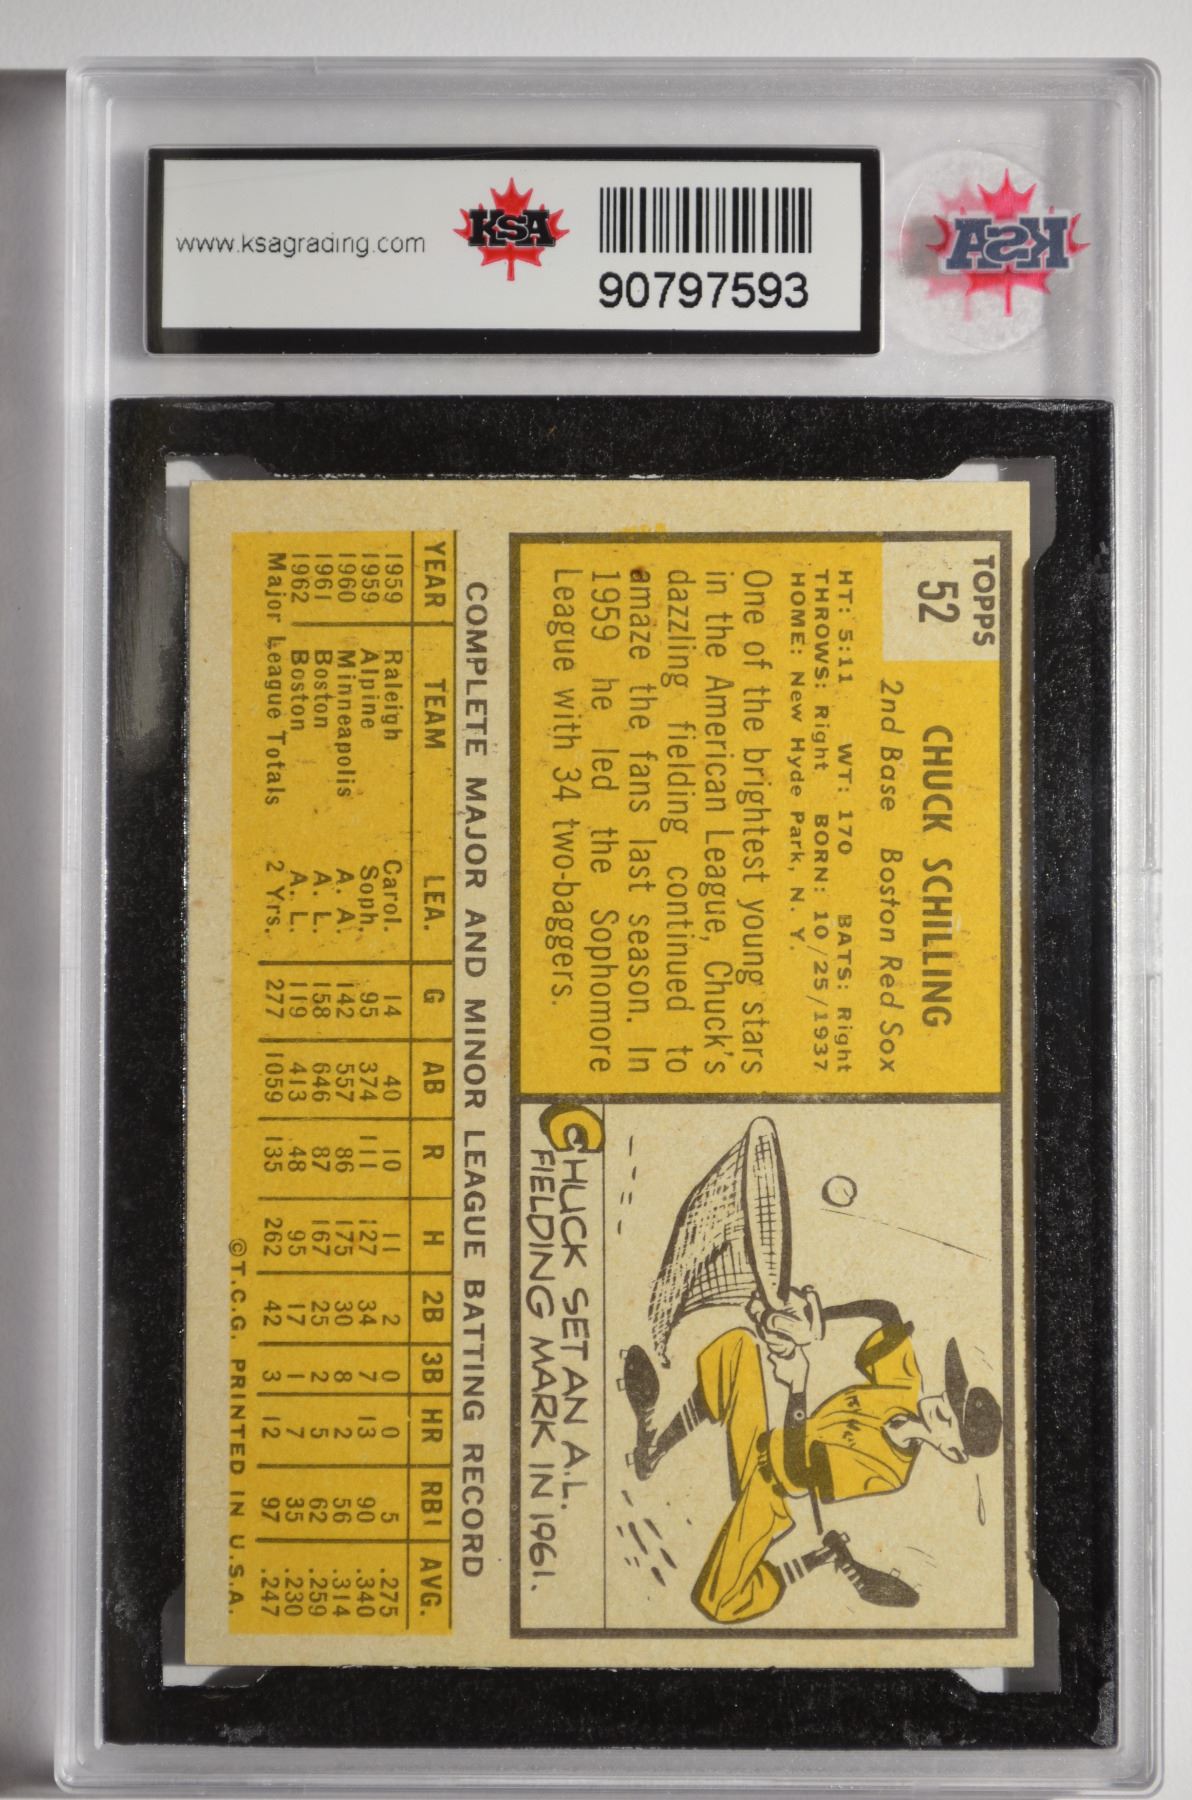 www.ksagrading.com
KSA
90797593
KSA
TOPPS
52
CHUCK SCHILLING
2nd Base Boston Red Sox
HT: 5:11 WT: 170 BATS: Right
THROWS: Right BORN: 10/25/1937
HOME: New Hyde Park, N. Y.
One of the brightest young stars
in the American League, Chuck's
dazzling fielding continued to
amaze the fans last season. In
1959 he led the Sophomore
League with 34 two-baggers.
CHUCK SET AN A.L.
FIELDING MARK IN 1961.
COMPLETE MAJOR AND MINOR LEAGUE BATTING RECORD
YEAR TEAM LEA. G AB R H 2B 3B HR RBI AVG.
1959 Raleigh Carol. 14 40 10 11 2 0 0 5 .275
1959 Alpine Soph. 95 374 111 127 34 7 13 90 .340
1960 Minneapolis A. A. 142 557 86 175 30 8 2 56 .314
1961 Boston A. L. 158 646 87 167 25 2 5 62 .259
1962 Boston A. L. 119 413 48 95 17 1 7 35 .230
Major League Totals 2 Yrs. 277 1059 135 262 42 3 12 97 .247
©T.C.G. PRINTED IN U.S.A.